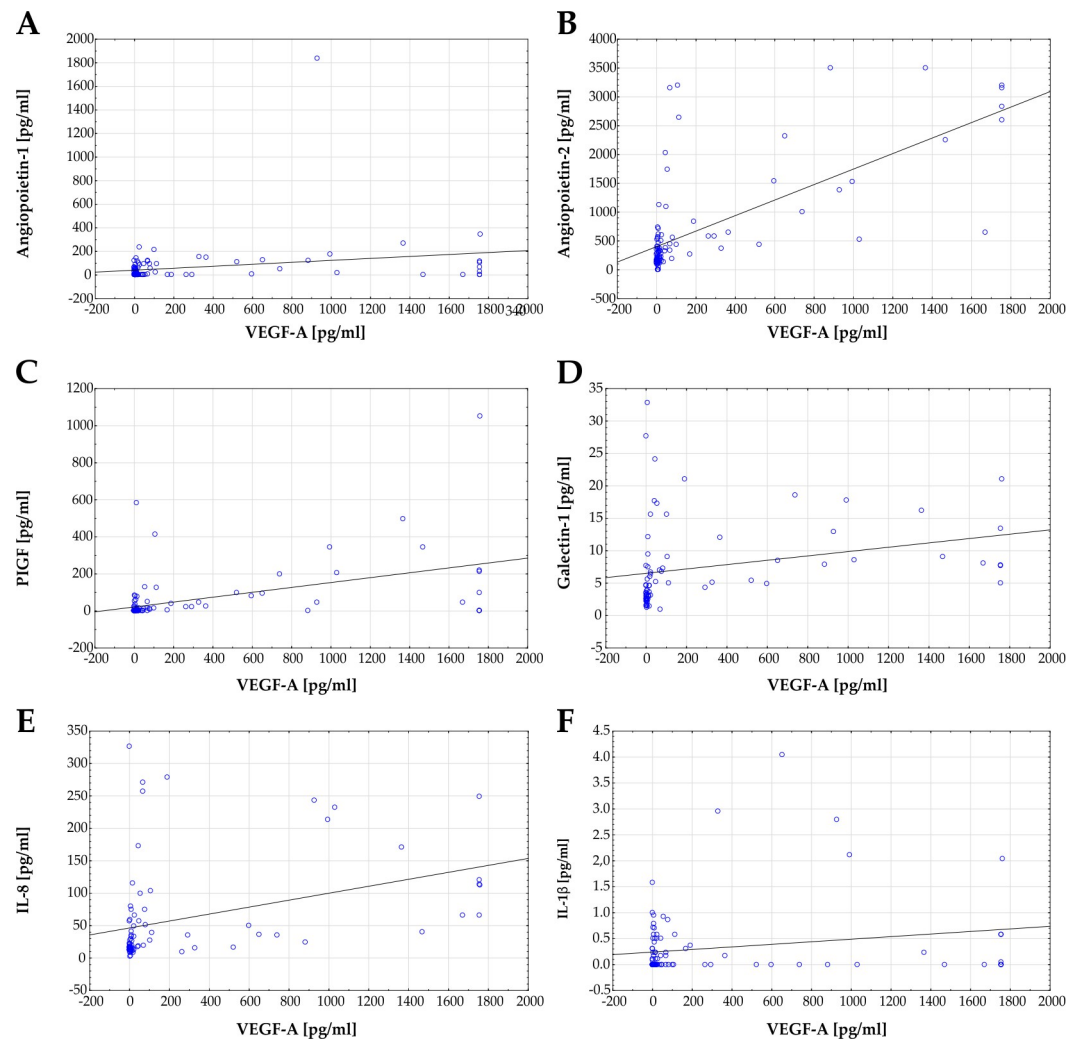 A
B
2000
1800
1600
1400
1200
1000
800
600
400
200
0
-200
Angiopoietin-1 [pg/ml]
-200 0 200 400 600 800 1000 1200 1400 1600 1800 2000
340
VEGF-A [pg/ml]
4000
3500
3000
2500
2000
1500
1000
500
0
-500
Angiopoietin-2 [pg/ml]
-200 0 200 400 600 800 1000 1200 1400 1600 1800 2000
VEGF-A [pg/ml]
C
D
1200
1000
800
600
400
200
0
-200
PIGF [pg/ml]
-200 0 200 400 600 800 1000 1200 1400 1600 1800 2000
VEGF-A [pg/ml]
35
30
25
20
15
10
5
0
-5
Galectin-1 [pg/ml]
-200 0 200 400 600 800 1000 1200 1400 1600 1800 2000
VEGF-A [pg/ml]
E
F
350
300
250
200
150
100
50
0
-50
IL-8 [pg/ml]
-200 0 200 400 600 800 1000 1200 1400 1600 1800 2000
VEGF-A [pg/ml]
4.5
4.0
3.5
3.0
2.5
2.0
1.5
1.0
0.5
0.0
-0.5
IL-1β [pg/ml]
-200 0 200 400 600 800 1000 1200 1400 1600 1800 2000
VEGF-A [pg/ml]